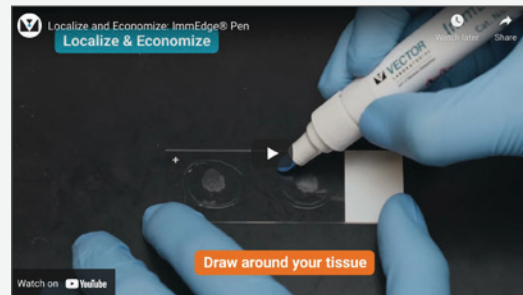 Localize and Economize: ImmEdge® Pen
Localize & Economize
Watch later
Share
VECTOR
LABORATORIES
Draw around your tissue
Watch on YouTube